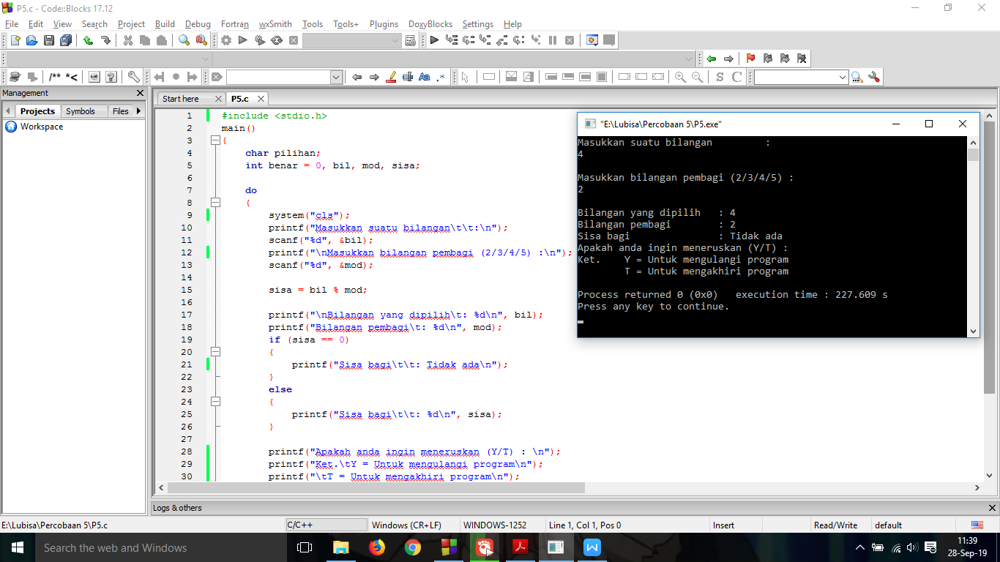 P5.c - Code::Blocks 17.12
File Edit View Search Project Build Debug Fortran wxSmith Tools Tools+ Plugins DoxyBlocks Settings Help
/** *< Aa .* S C
Management
Projects Symbols Files
Workspace
Start here P5.c
1 #include <stdio.h>
2 main()
3 {
4 char pilihan;
5 int benar = 0, bil, mod, sisa;
6
7 do
8 {
9 system("cls");
10 printf("Masukkan suatu bilangan\t\t:\n");
11 scanf("%d", &bil);
12 printf("\nMasukkan bilangan pembagi (2/3/4/5) :\n");
13 scanf("%d", &mod);
14
15 sisa = bil % mod;
16
17 printf("\nBilangan yang dipilih\t: %d\n", bil);
18 printf("Bilangan pembagi\t: %d\n", mod);
19 if (sisa == 0)
20 {
21 printf("Sisa bagi\t\t: Tidak ada\n");
22 }
23 else
24 {
25 printf("Sisa bagi\t\t: %d\n", sisa);
26 }
27
28 printf("Apakah anda ingin meneruskan (Y/T) : \n");
29 printf("Ket.\tY = Untuk mengulangi program\n");
30 printf("\tT = Untuk mengakhiri program\n");
"E:\Lubisa\Percobaan 5\P5.exe"
Masukkan suatu bilangan :
4
Masukkan bilangan pembagi (2/3/4/5) :
2
Bilangan yang dipilih : 4
Bilangan pembagi : 2
Sisa bagi : Tidak ada
Apakah anda ingin meneruskan (Y/T) :
Ket. Y = Untuk mengulangi program
T = Untuk mengakhiri program
Process returned 0 (0x0) execution time : 227.609 s
Press any key to continue.
Logs & others
E:\Lubisa\Percobaan 5\P5.c C/C++ Windows (CR+LF) WINDOWS-1252 Line 1, Col 1, Pos 0 Insert Read/Write default
Search the web and Windows
11:39
28-Sep-19